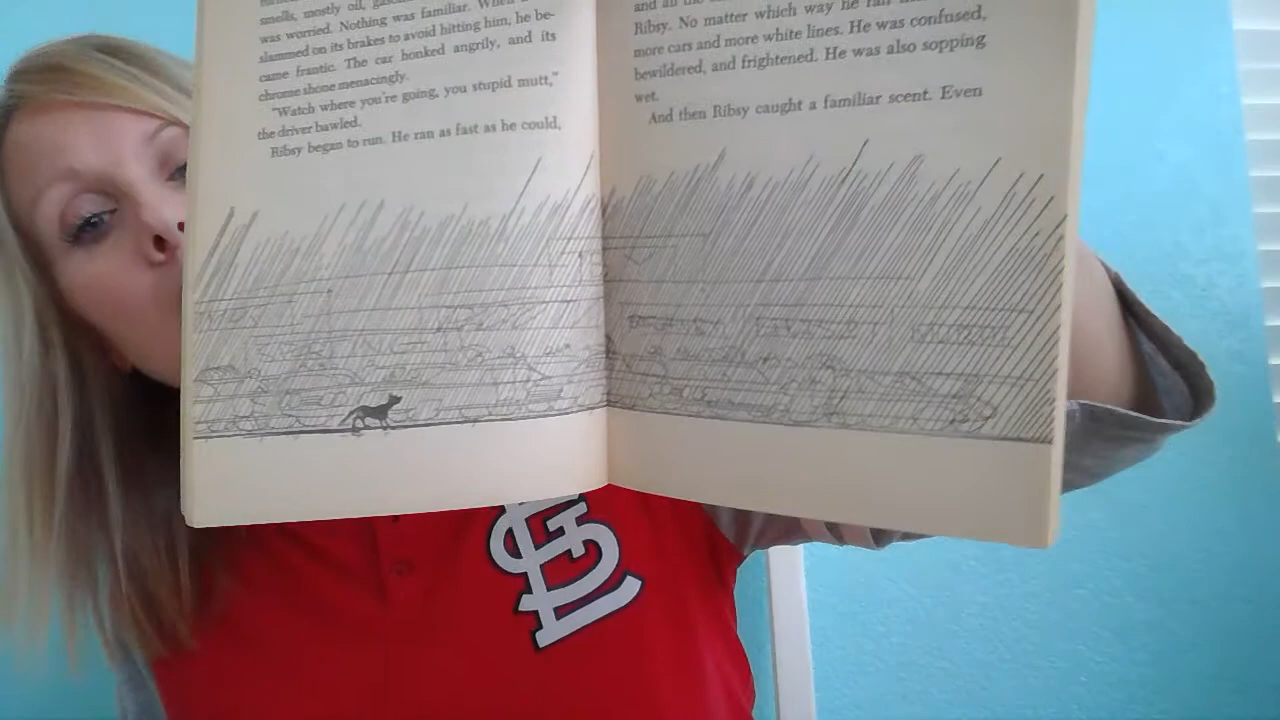 smells, mostly oil,
was worried. Nothing was familiar. When
slammed on its brakes to avoid hitting him, he be-
came frantic. The car honked angrily, and its
chrome shone menacingly.
"Watch where you're going, you stupid mutt,"
the driver bawled.
Ribsy began to run. He ran as fast as he could,
and all the
Ribsy. No matter which way he ran
more cars and more white lines. He was confused,
bewildered, and frightened. He was also sopping
wet.
And then Ribsy caught a familiar scent. Even
STL